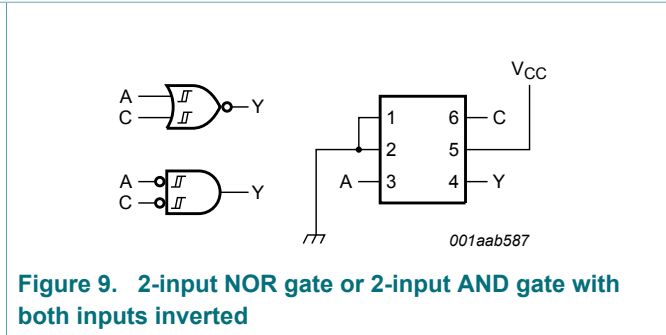 V_CC
A
C
Y
1
6
C
2
5
A
3
4
Y
A
C
Y
001aab587
Figure 9. 2-input NOR gate or 2-input AND gate with
both inputs inverted